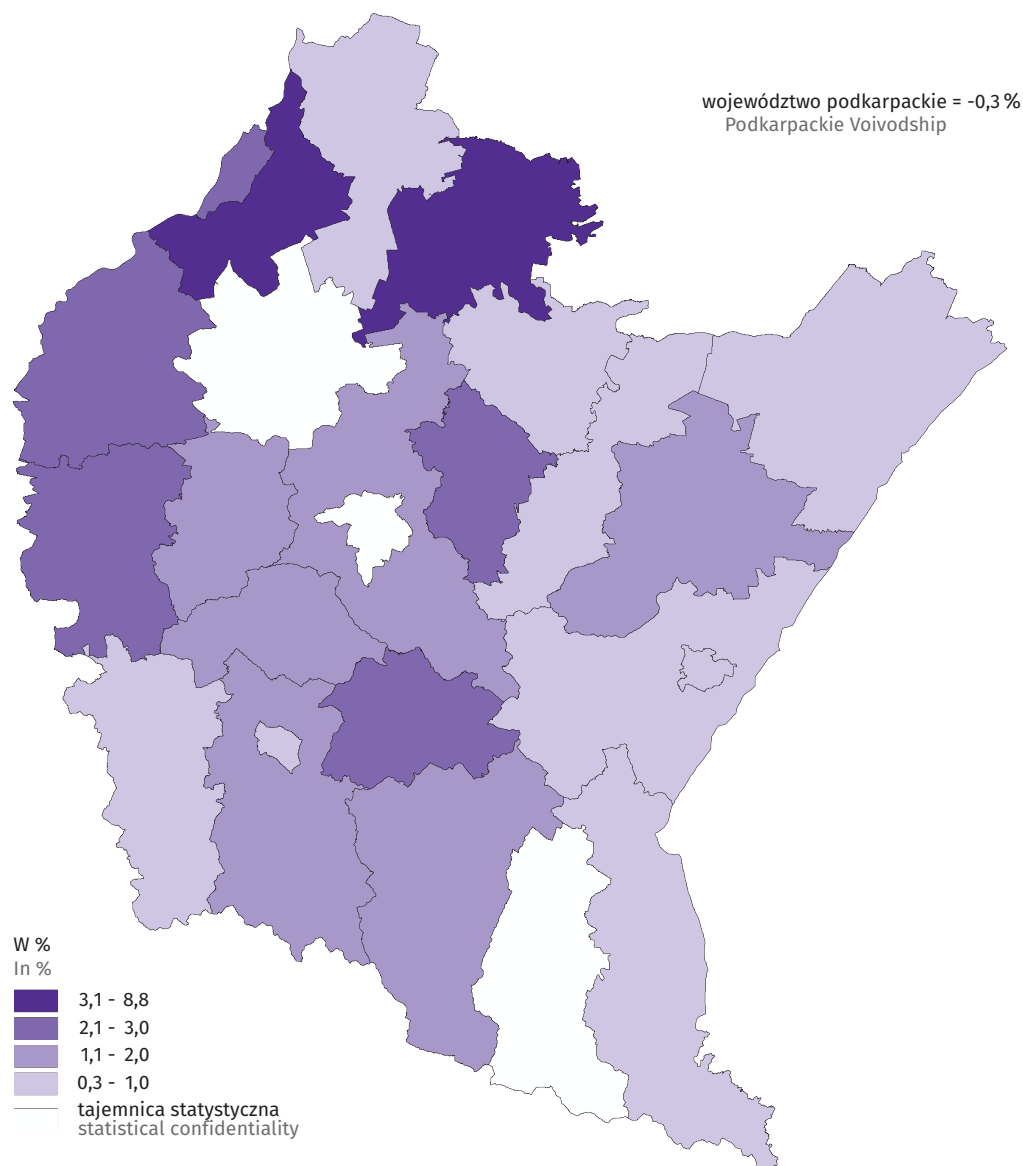 województwo podkarpackie = -0,3 %
Podkarpackie Voivodship
W %
In %
3,1 - 8,8
2,1 - 3,0
1,1 - 2,0
0,3 - 1,0
tajemnica statystyczna
statistical confidentiality